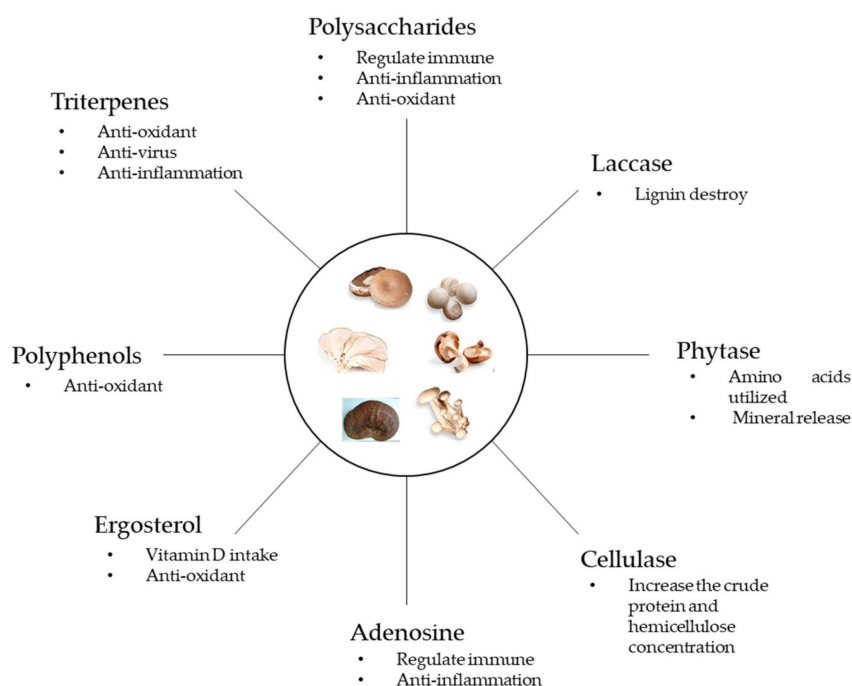 Polysaccharides
• Regulate immune
• Anti-inflammation
• Anti-oxidant
Triterpenes
• Anti-oxidant
• Anti-virus
• Anti-inflammation
Laccase
• Lignin destroy
Polyphenols
• Anti-oxidant
Phytase
• Amino acids
utilized
• Mineral release
Ergosterol
• Vitamin D intake
• Anti-oxidant
Cellulase
• Increase the crude
protein and
hemicellulose
concentration
Adenosine
• Regulate immune
• Anti-inflammation